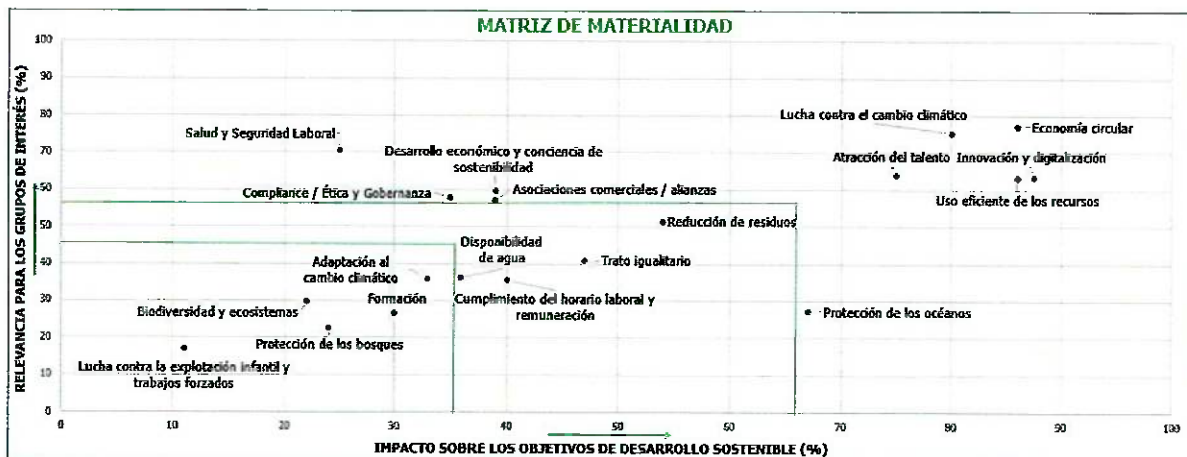 MATRIZ DE MATERIALIDAD
RELEVANCIA PARA LOS GRUPOS DE INTERÉS (%)
100
90
80
70
60
50
40
30
20
10
0
Lucha contra el cambio climático
Economía circular
Salud y Seguridad Laboral
Desarrollo económico y conciencia de
sostenibilidad
Atracción del talento
Innovación y digitalización
Compliance / Ética y Gobernanza
Asociaciones comerciales / alianzas
Uso eficiente de los recursos
Reducción de residuos
Disponibilidad
de agua
Adaptación al
cambio climático
Trato igualitario
Formación
Cumplimiento del horario laboral y
remuneración
Biodiversidad y ecosistemas
Protección de los océanos
Protección de los bosques
Lucha contra la explotación infantil y
trabajos forzados
0
10
20
30
40
50
60
70
80
90
100
IMPACTO SOBRE LOS OBJETIVOS DE DESARROLLO SOSTENIBLE (%)